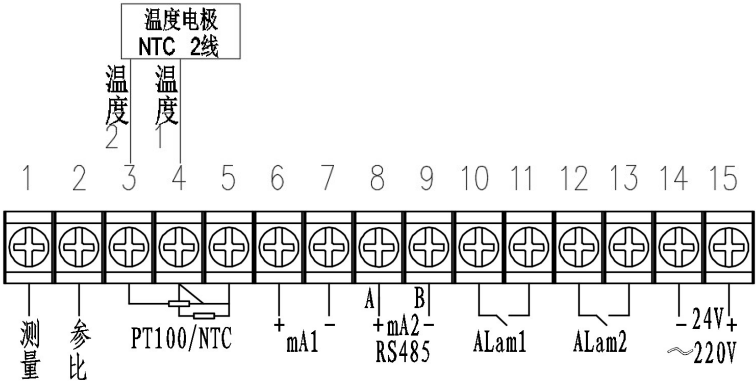 温度电极
NTC 2线
温度2
温度1
1 2 3 4 5 6 7 8 9 10 11 12 13 14 15
测量
参比
PT100/NTC
+ mA1 -
A B
+ mA2 -
RS485
ALam1
ALam2
- 24V +
~220V